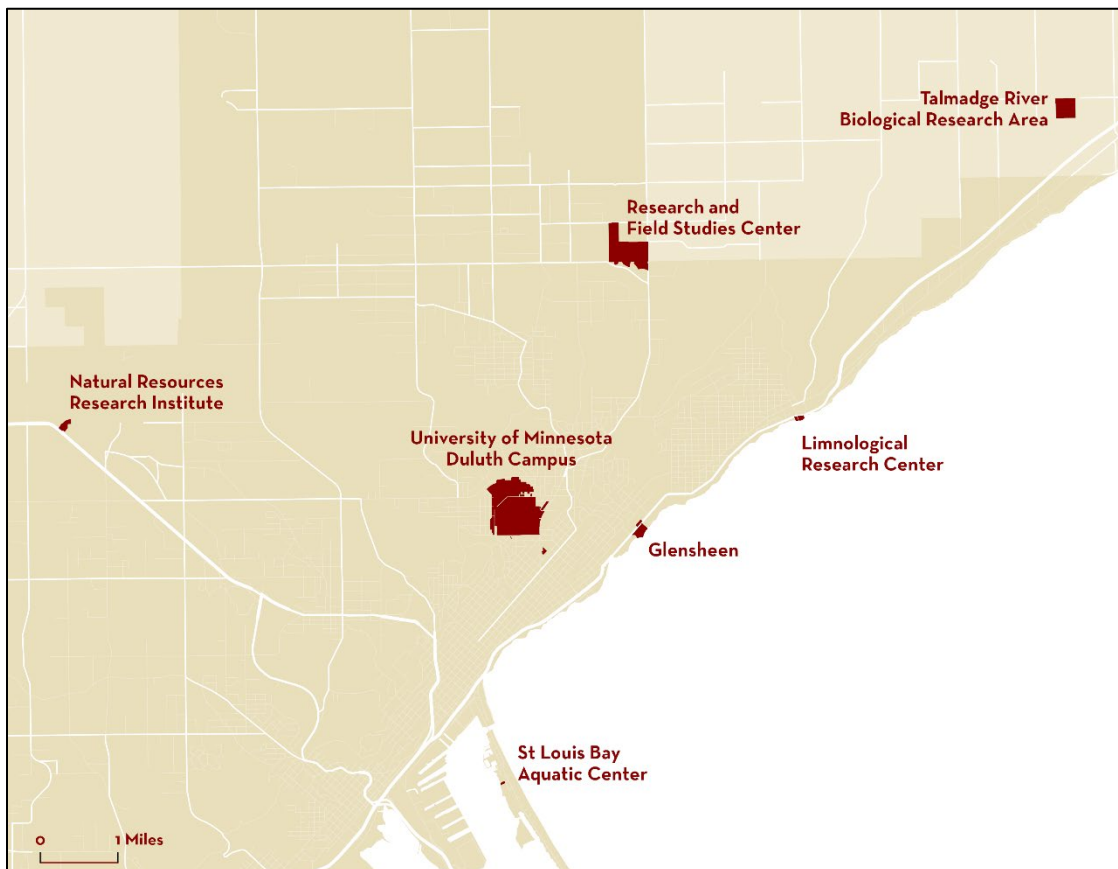 Talmadge River
Biological Research Area
Research and
Field Studies Center
Natural Resources
Research Institute
University of Minnesota
Duluth Campus
Limnological
Research Center
Glensheen
St Louis Bay
Aquatic Center
0 1 Miles